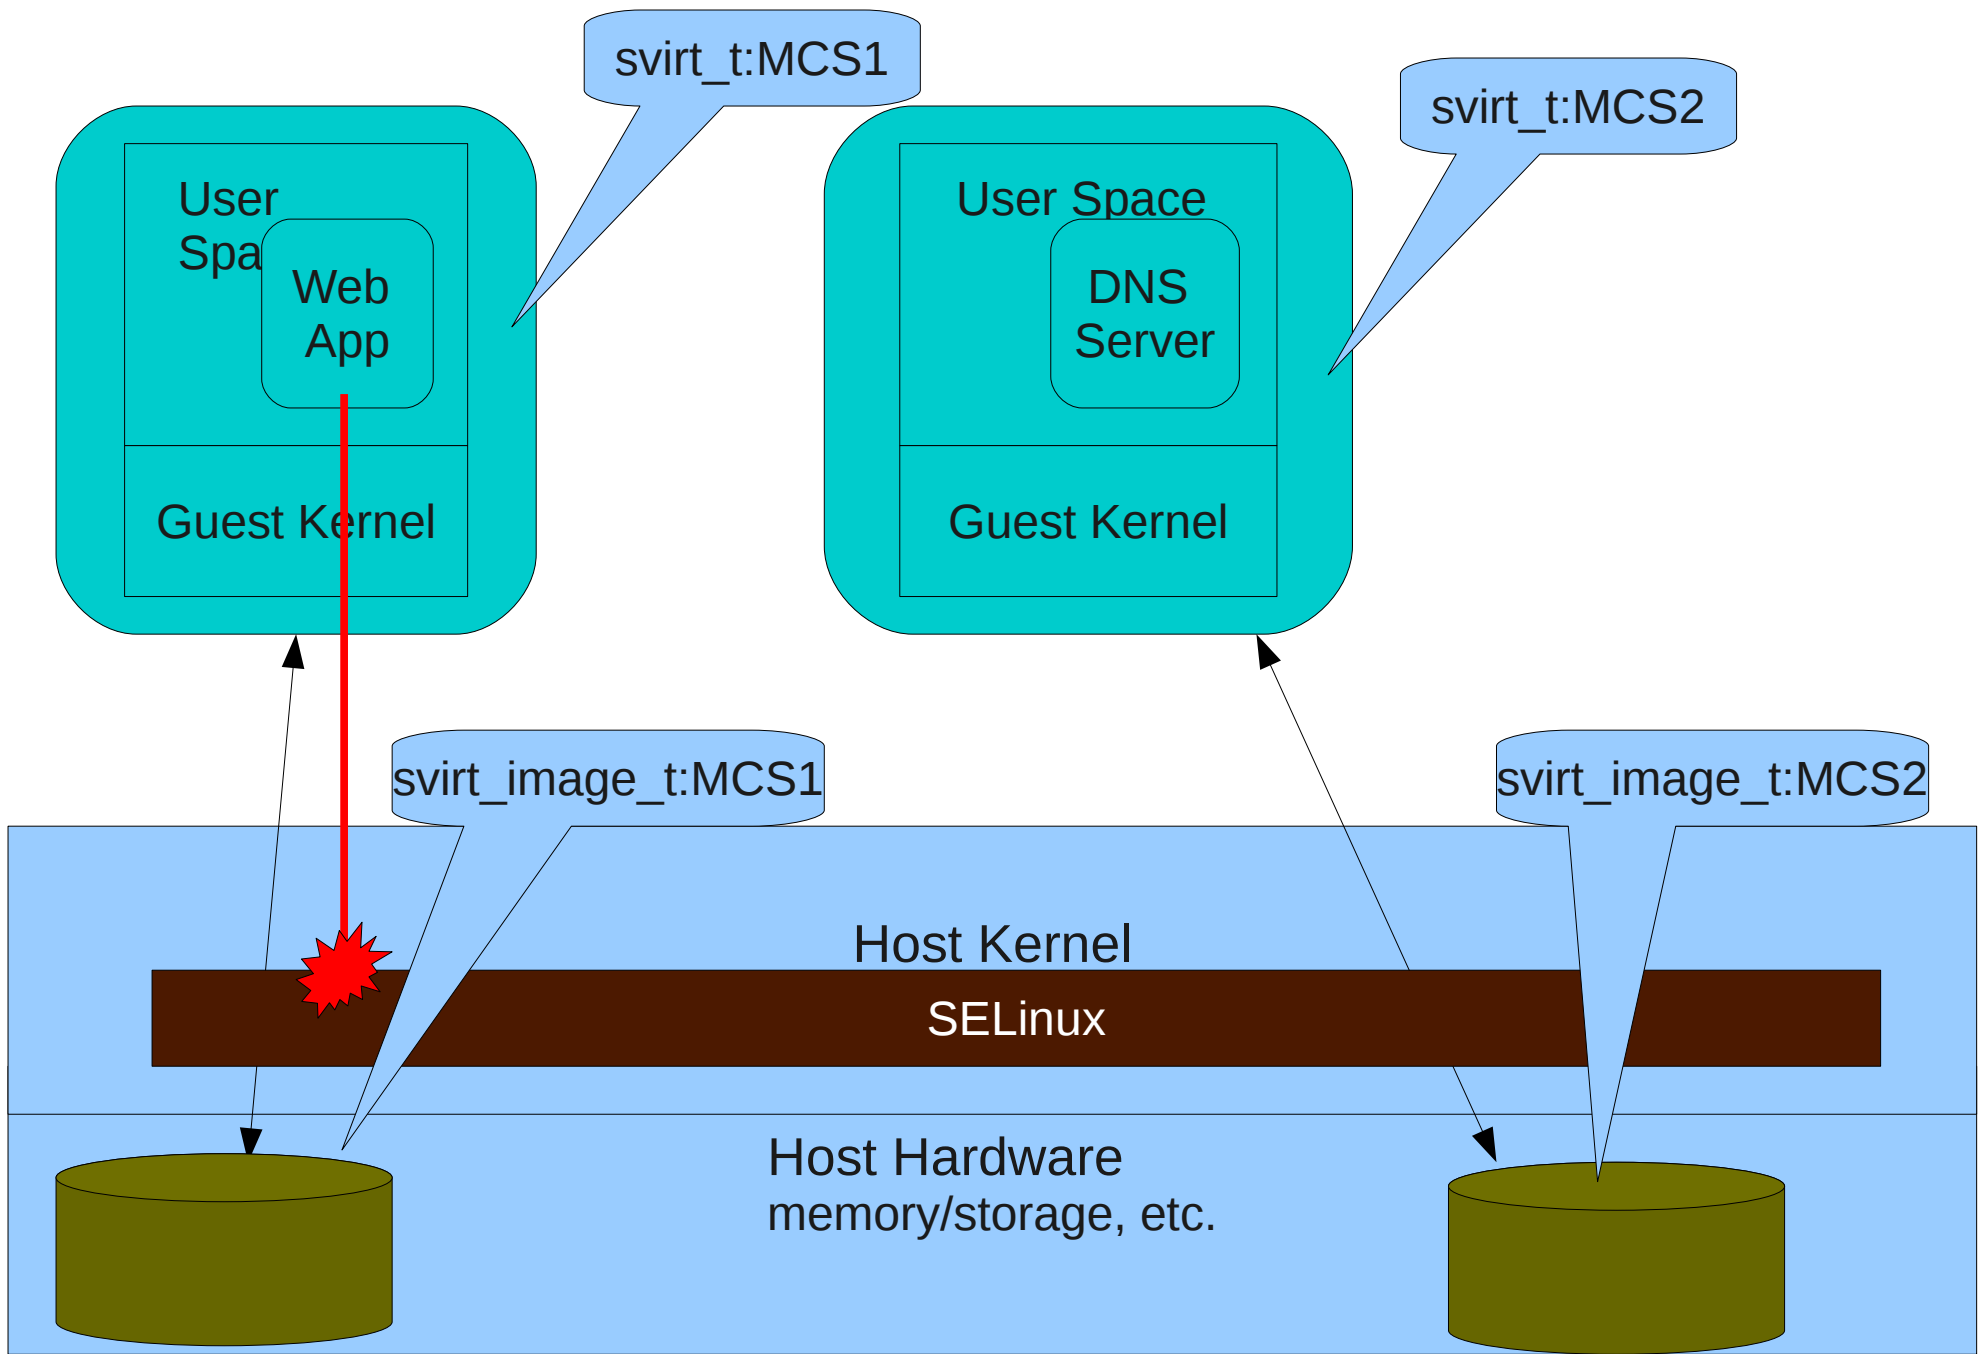 svirt_t:MCS1
svirt_t:MCS2
User
Spa
Web
App
Guest Kernel
User Space
DNS
Server
Guest Kernel
svirt_image_t:MCS1
svirt_image_t:MCS2
Host Kernel
SELinux
Host Hardware
memory/storage, etc.